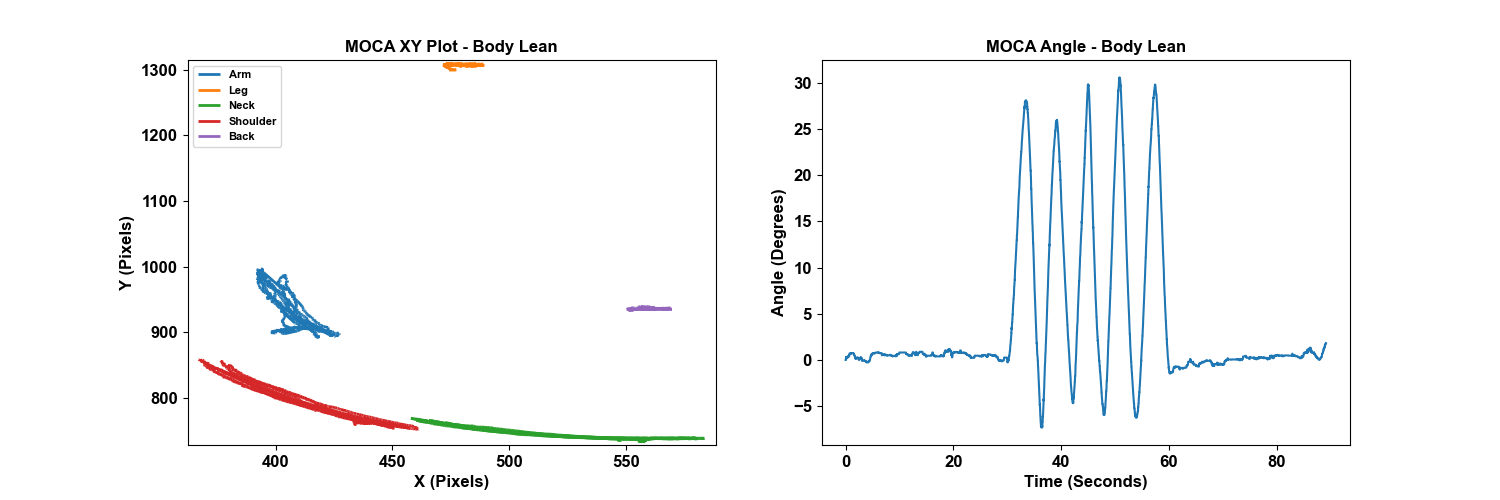 MOCA XY Plot - Body Lean
Y (Pixels)
1300
1200
1100
1000
900
800
Arm
Leg
Neck
Shoulder
Back
400
450
500
550
X (Pixels)
MOCA Angle - Body Lean
Angle (Degrees)
30
25
20
15
10
5
0
−5
0
20
40
60
80
Time (Seconds)